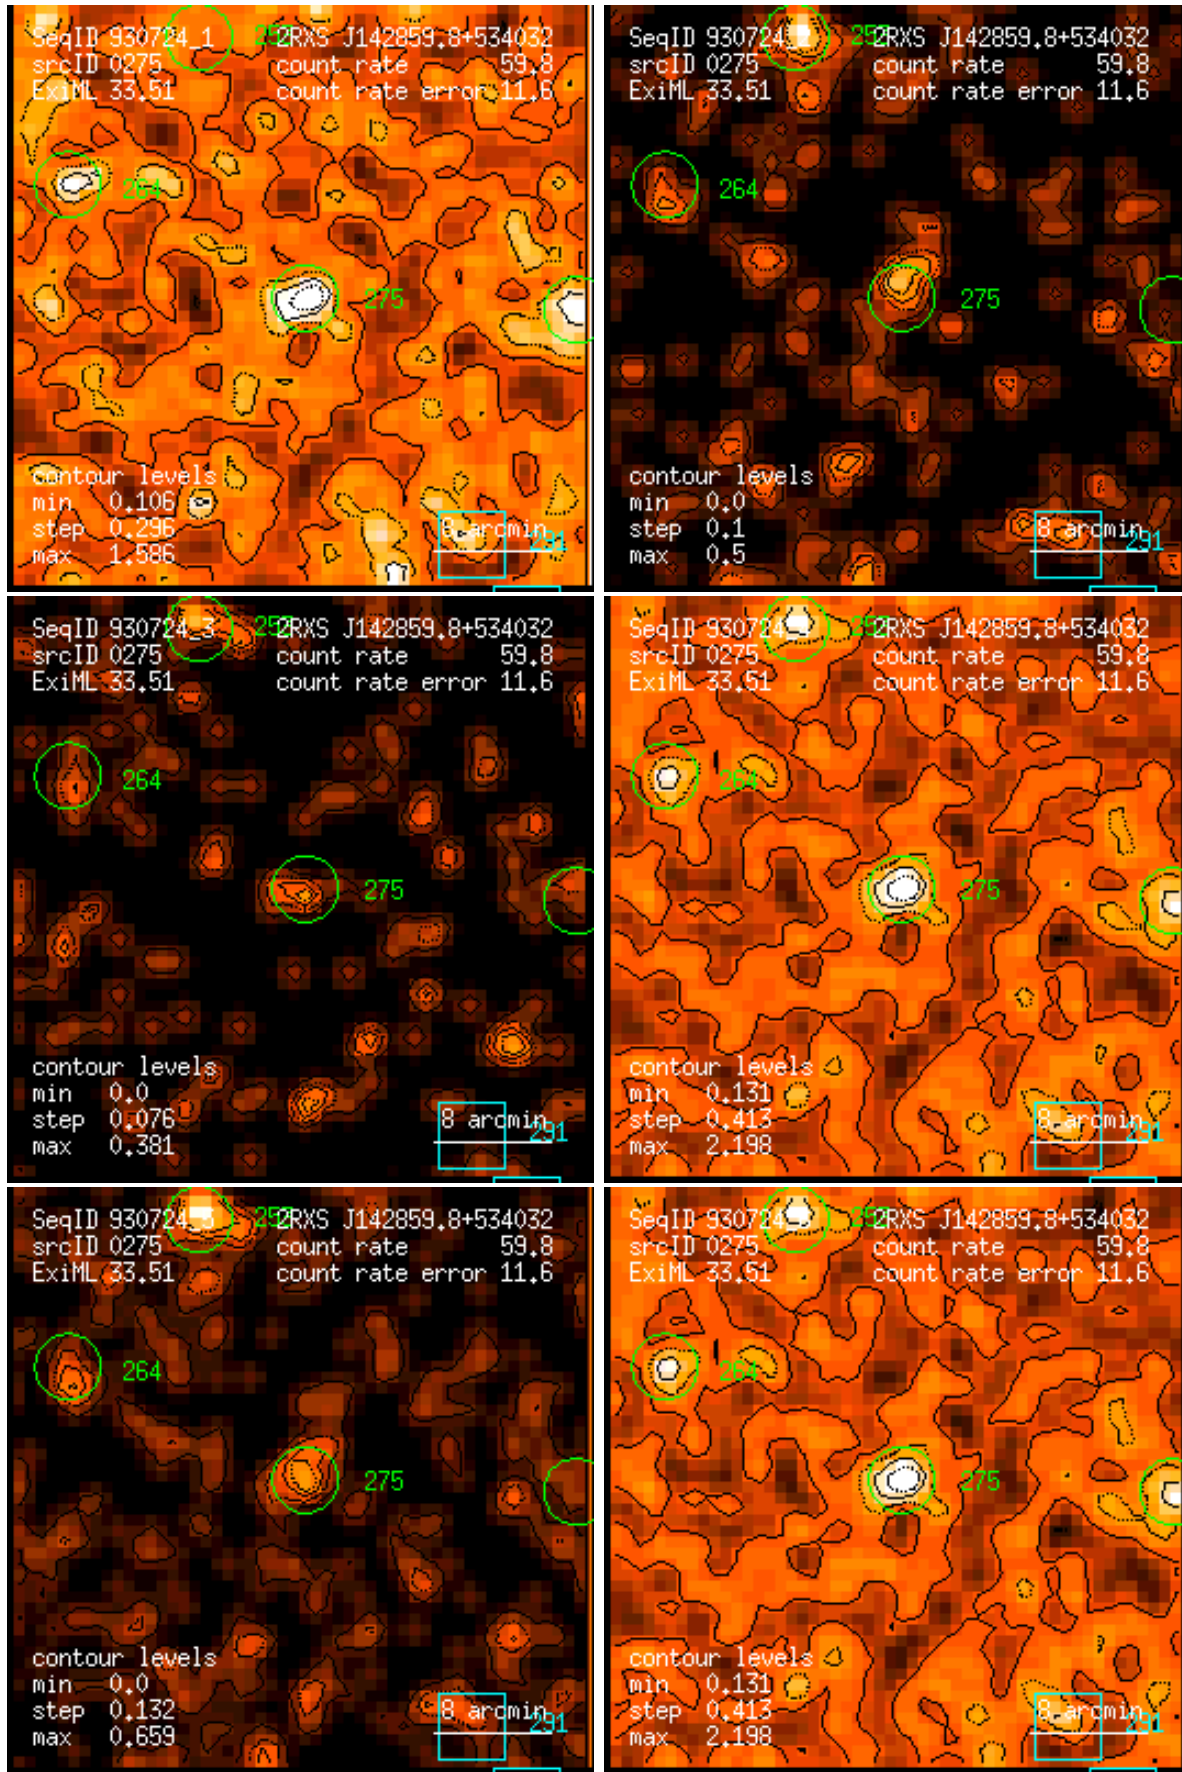 SeqID 930724_1 2RXS J142859.8+534032
srcID 0275 count rate 59.8
ExiML 33.51 count rate error 11.6
264
275
contour levels
min 0.106
step 0.296
max 1.586
8 arcmin
291
SeqID 930724_2 2RXS J142859.8+534032
srcID 0275 count rate 59.8
ExiML 33.51 count rate error 11.6
264
275
contour levels
min 0.0
step 0.1
max 0.5
8 arcmin
291
SeqID 930724_3 2RXS J142859.8+534032
srcID 0275 count rate 59.8
ExiML 33.51 count rate error 11.6
264
275
contour levels
min 0.0
step 0.076
max 0.381
8 arcmin
291
SeqID 2RXS J142859.8+534032
srcID 0275 count rate 59.8
ExiML 33.51 count rate error 11.6
264
275
contour levels
min 0.131
step 0.413
max 2.198
8 arcmin
291
SeqID 2RXS J142859.8+534032
srcID 0275 count rate 59.8
ExiML 33.51 count rate error 11.6
264
275
contour levels
min 0.0
step 0.132
max 0.659
8 arcmin
291
SeqID 2RXS J142859.8+534032
srcID 0275 count rate 59.8
ExiML 33.51 count rate error 11.6
264
275
contour levels
min 0.131
step 0.413
max 2.198
8 arcmin
291